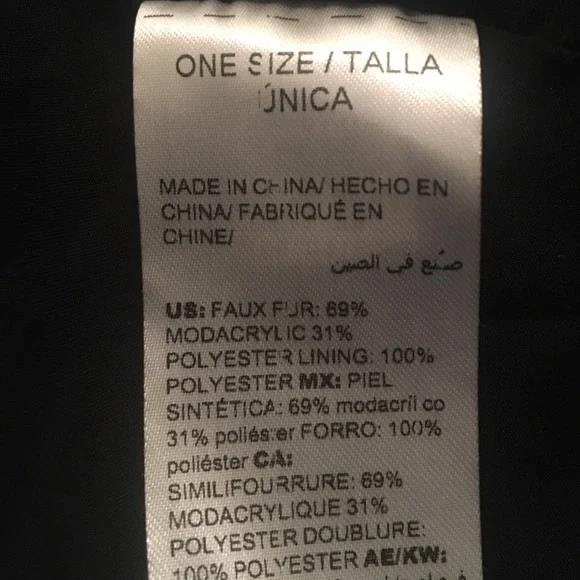 ONE SIZE / TALLA
ÚNICA
MADE IN CHINA/ HECHO EN
CHINA/ FABRIQUÉ EN
CHINE/
صنع في الصين
US: FAUX FUR: 69%
MODACRYLIC 31%
POLYESTER LINING: 100%
POLYESTER MX: PIEL
SINTÉTICA: 69% modacrílico
31% poliéster FORRO: 100%
poliéster CA:
SIMILIFOURRURE: 69%
MODACRYLIQUE 31%
POLYESTER DOUBLURE:
100% POLYESTER AE/KW: